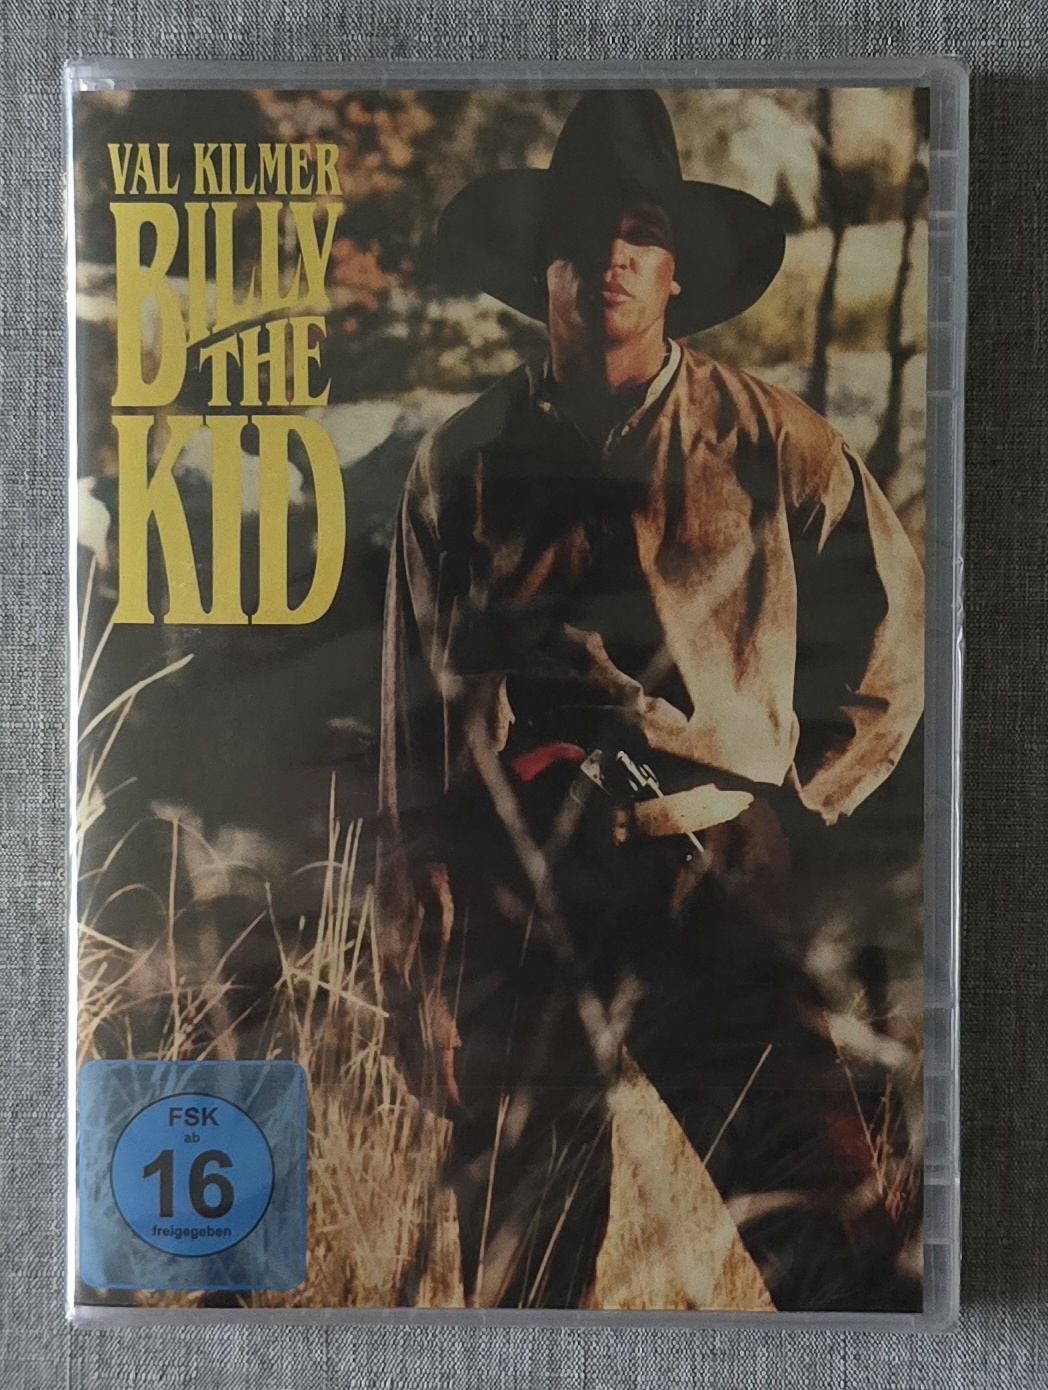 VAL KILMER
BILLY
THE
KID
FSK
ab
16
freigegeben